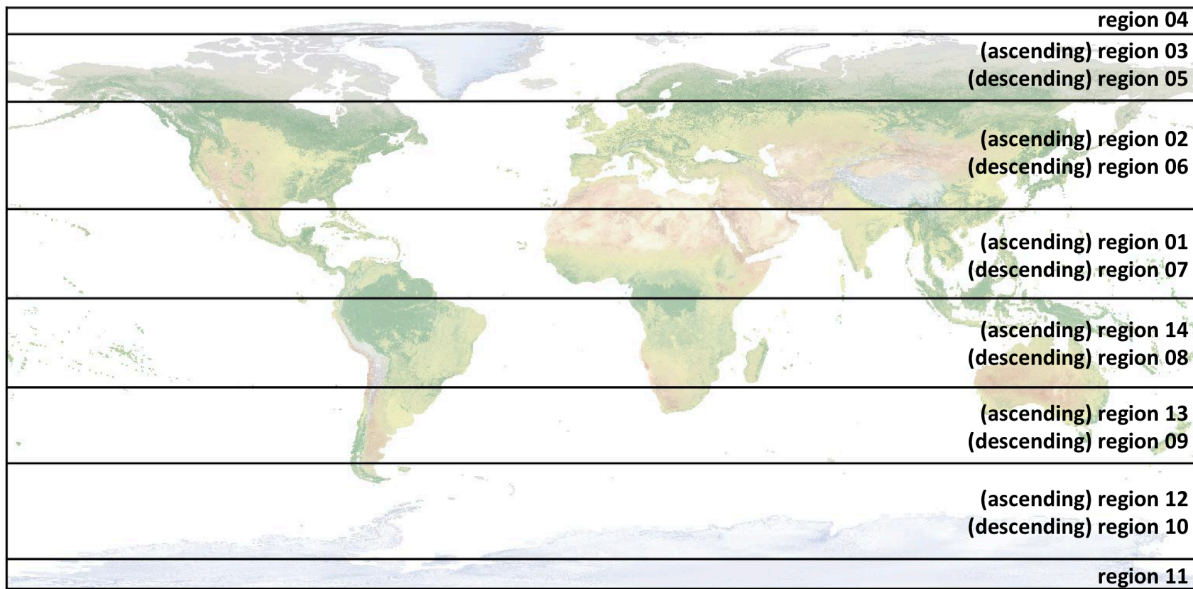 region 04
(ascending) region 03
(descending) region 05
(ascending) region 02
(descending) region 06
(ascending) region 01
(descending) region 07
(ascending) region 14
(descending) region 08
(ascending) region 13
(descending) region 09
(ascending) region 12
(descending) region 10
region 11